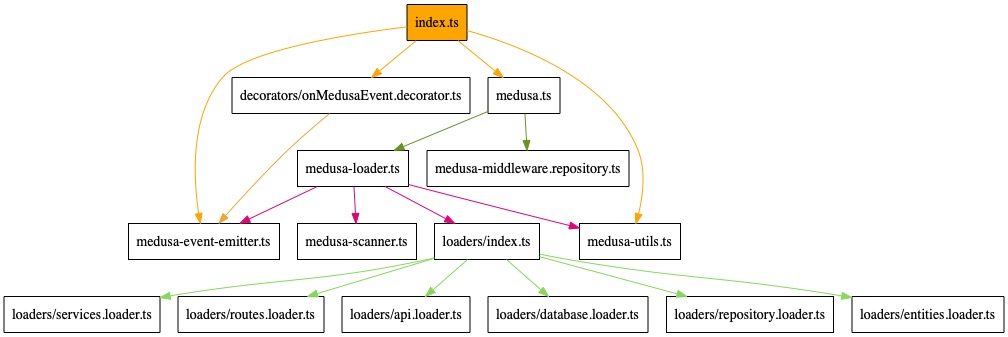 index.ts
decorators/onMedusaEvent.decorator.ts
medusa.ts
medusa-loader.ts
medusa-middleware.repository.ts
medusa-event-emitter.ts
medusa-scanner.ts
loaders/index.ts
medusa-utils.ts
loaders/services.loader.ts
loaders/routes.loader.ts
loaders/api.loader.ts
loaders/database.loader.ts
loaders/repository.loader.ts
loaders/entities.loader.ts